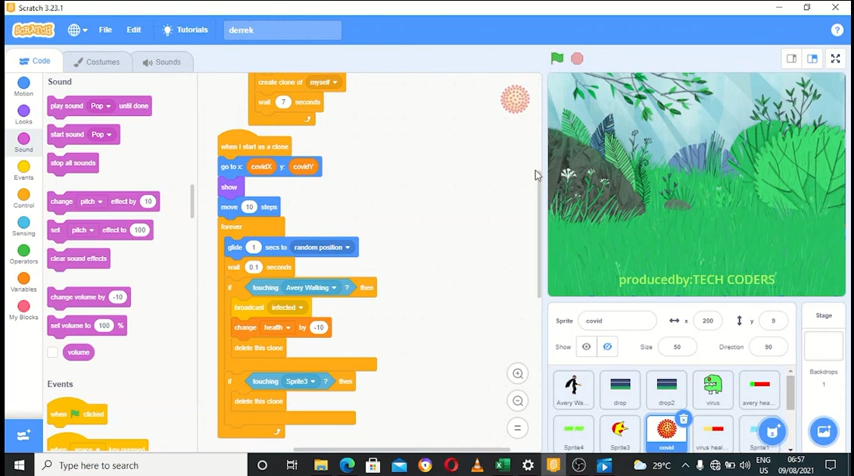 Scratch 3.23.1
SCRATCH
File
Edit
Tutorials
derrek
Code
Costumes
Sounds
Motion
Looks
Sound
Events
Control
Sensing
Operators
Variables
My Blocks
Sound
play sound Pop until done
start sound Pop
stop all sounds
change pitch effect by 10
set pitch effect to 100
clear sound effects
change volume by -10
set volume to 100 %
volume
Events
when clicked
create clone of myself
wait 7 seconds
when I start as a clone
go to x: covidX y: covidY
show
move 10 steps
forever
glide 1 secs to random position
wait 0.1 seconds
if touching Avery Walking ? then
broadcast infected
change health by -10
delete this clone
if touching Sprite3 ? then
delete this clone
producedby:TECH CODERS
Sprite covid x 200 y 9
Show Size 50 Direction 90
Stage
Backdrops
1
Avery Wa...
drop
drop2
virus
avery hea...
Sprite4
Sprite3
covid
virus heal...
Sprite1
Type here to search
29°C
ENG
US
06:57
09/08/2021